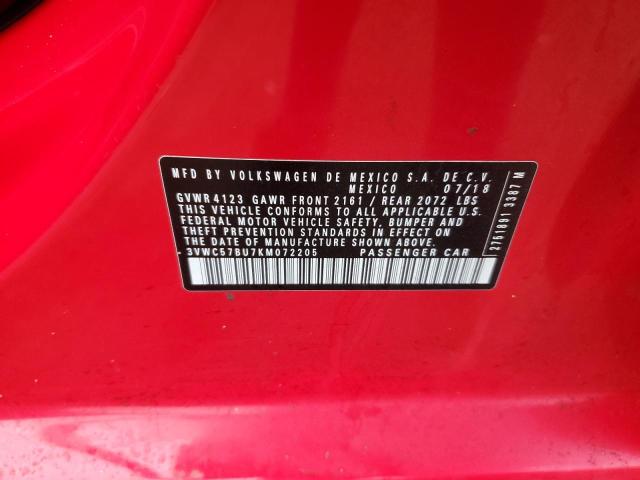 MFD BY VOLKSWAGEN DE MEXICO S.A. DE C.V.
MEXICO 07/18
GVWR 4123 GAWR FRONT 2161 / REAR 2072 LBS
THIS VEHICLE CONFORMS TO ALL APPLICABLE U.S.
FEDERAL MOTOR VEHICLE SAFETY, BUMPER AND
THEFT PREVENTION STANDARDS IN EFFECT ON
THE DATE OF MANUFACTURE SHOWN ABOVE.
3VWC57BU7KM072205 PASSENGER CAR
2751801 3387 M